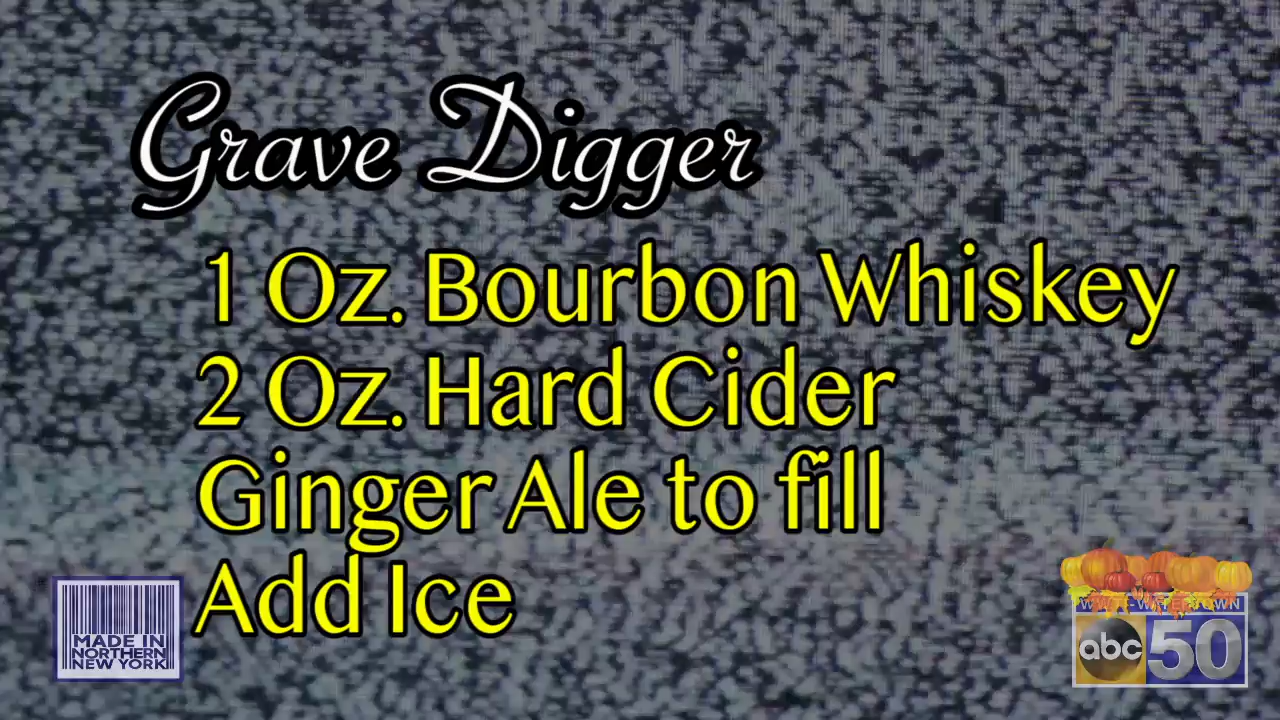 Grave Digger
1 Oz. Bourbon Whiskey
2 Oz. Hard Cider
Ginger Ale to fill
Add Ice
MADE IN
NORTHERN
NEW YORK
WATERTOWN
abc 50